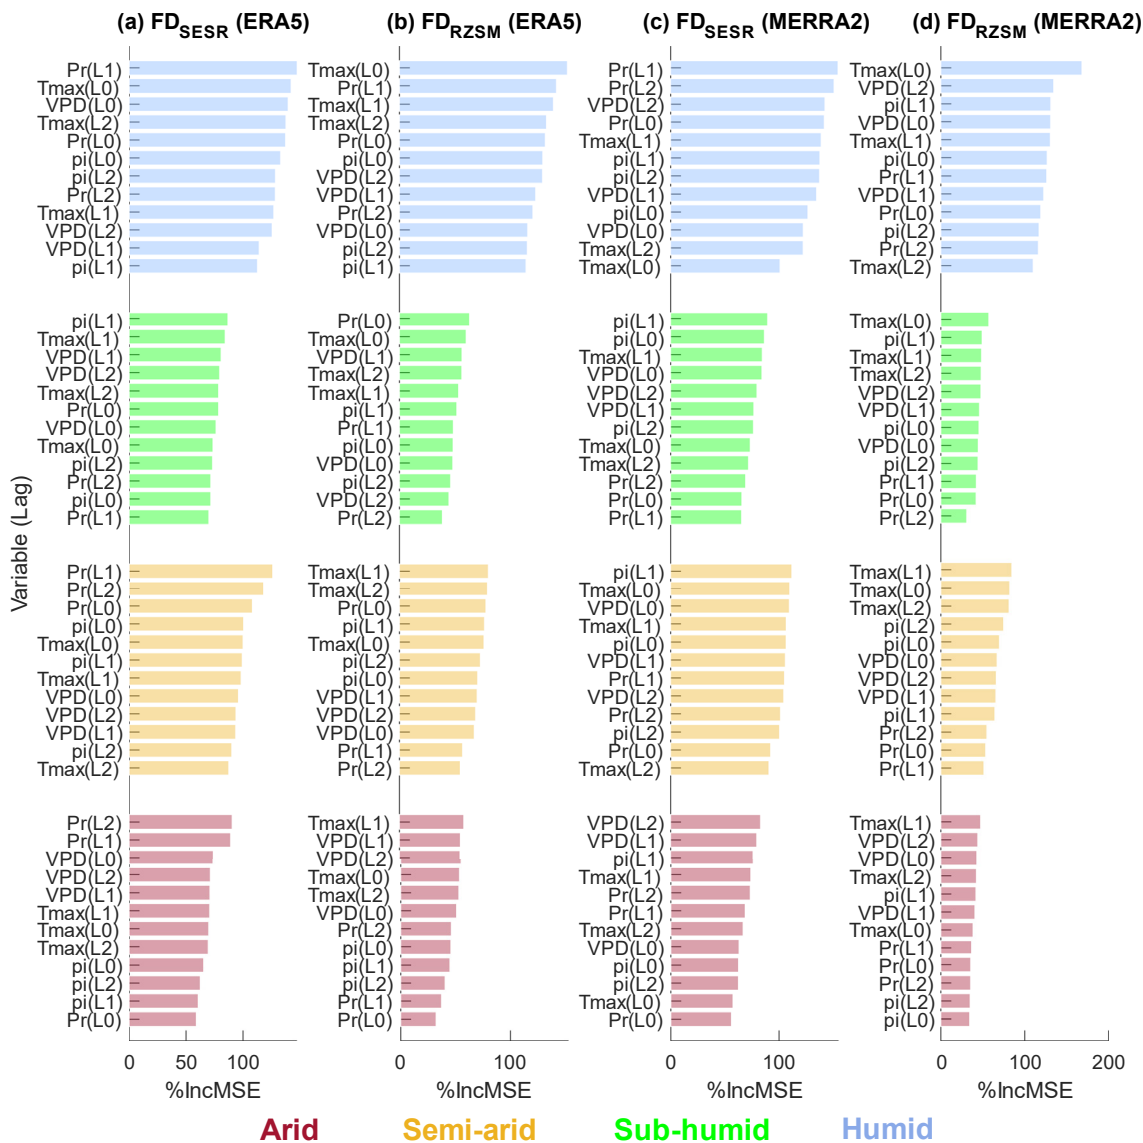 (a) FD_SESR (ERA5)
(b) FD_RZSM (ERA5)
(c) FD_SESR (MERRA2)
(d) FD_RZSM (MERRA2)
Variable (Lag)
Pr(L1)
Tmax(L0)
VPD(L0)
Tmax(L2)
Pr(L0)
pi(L0)
pi(L2)
Pr(L2)
Tmax(L1)
VPD(L2)
VPD(L1)
pi(L1)
pi(L1)
Tmax(L1)
VPD(L1)
VPD(L2)
Tmax(L2)
Pr(L0)
VPD(L0)
Tmax(L0)
pi(L2)
Pr(L2)
pi(L0)
Pr(L1)
Pr(L1)
Pr(L2)
Pr(L0)
pi(L0)
Tmax(L0)
pi(L1)
Tmax(L1)
VPD(L0)
VPD(L2)
VPD(L1)
pi(L2)
Tmax(L2)
Pr(L2)
Pr(L1)
VPD(L0)
VPD(L2)
VPD(L1)
Tmax(L1)
Tmax(L0)
Tmax(L2)
pi(L0)
pi(L2)
pi(L1)
Pr(L0)
0 50 100
%IncMSE
Tmax(L0)
Pr(L1)
Tmax(L1)
Tmax(L2)
Pr(L0)
pi(L0)
VPD(L2)
VPD(L1)
Pr(L2)
VPD(L0)
pi(L2)
pi(L1)
Pr(L0)
Tmax(L0)
VPD(L1)
Tmax(L2)
Tmax(L1)
pi(L1)
Pr(L1)
pi(L0)
VPD(L0)
pi(L2)
VPD(L2)
Pr(L2)
Tmax(L1)
Tmax(L2)
Pr(L0)
pi(L1)
Tmax(L0)
pi(L2)
pi(L0)
VPD(L1)
VPD(L2)
VPD(L0)
Pr(L1)
Pr(L2)
Tmax(L1)
VPD(L1)
VPD(L2)
Tmax(L0)
Tmax(L2)
VPD(L0)
Pr(L2)
pi(L0)
pi(L1)
pi(L2)
Pr(L1)
Pr(L0)
0 100
%IncMSE
Pr(L1)
Pr(L2)
VPD(L2)
Pr(L0)
Tmax(L1)
pi(L1)
pi(L2)
VPD(L1)
pi(L0)
VPD(L0)
Tmax(L2)
Tmax(L0)
pi(L1)
pi(L0)
Tmax(L1)
VPD(L0)
VPD(L2)
VPD(L1)
pi(L2)
Tmax(L0)
Tmax(L2)
Pr(L2)
Pr(L0)
Pr(L1)
pi(L1)
Tmax(L0)
VPD(L0)
Tmax(L1)
pi(L0)
VPD(L1)
Pr(L1)
VPD(L2)
Pr(L2)
pi(L2)
Pr(L0)
Tmax(L2)
VPD(L2)
VPD(L1)
pi(L1)
Tmax(L1)
Pr(L2)
Pr(L1)
Tmax(L2)
VPD(L0)
pi(L0)
pi(L2)
Tmax(L0)
Pr(L0)
0 100
%IncMSE
Tmax(L0)
VPD(L2)
pi(L1)
VPD(L0)
Tmax(L1)
pi(L0)
Pr(L1)
VPD(L1)
Pr(L0)
pi(L2)
Pr(L2)
Tmax(L2)
Tmax(L0)
pi(L1)
Tmax(L1)
Tmax(L2)
VPD(L2)
VPD(L1)
pi(L0)
VPD(L0)
pi(L2)
Pr(L1)
Pr(L0)
Pr(L2)
Tmax(L1)
Tmax(L0)
Tmax(L2)
pi(L2)
pi(L0)
VPD(L0)
VPD(L2)
VPD(L1)
pi(L1)
Pr(L2)
Pr(L0)
Pr(L1)
Tmax(L1)
VPD(L2)
VPD(L0)
Tmax(L2)
pi(L1)
VPD(L1)
Tmax(L0)
Pr(L1)
Pr(L0)
Pr(L2)
pi(L2)
pi(L0)
0 100 200
%IncMSE
Arid Semi-arid Sub-humid Humid